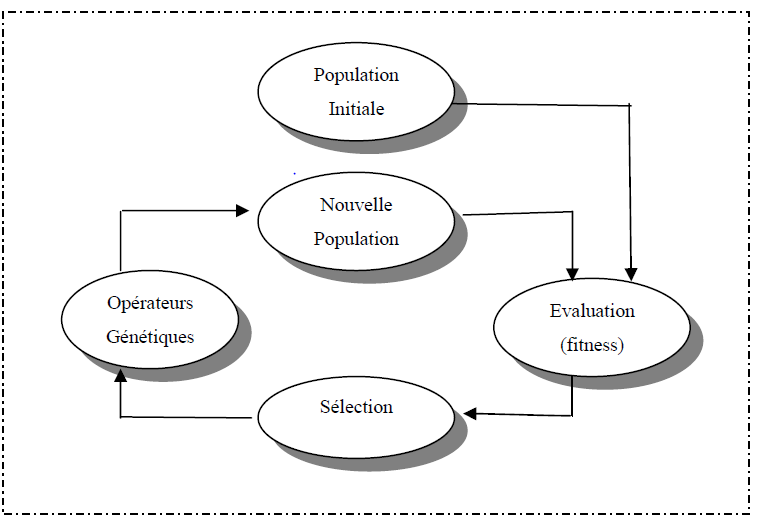 Population
Initiale
Nouvelle
Population
Opérateurs
Génétiques
Evaluation
(fitness)
Sélection